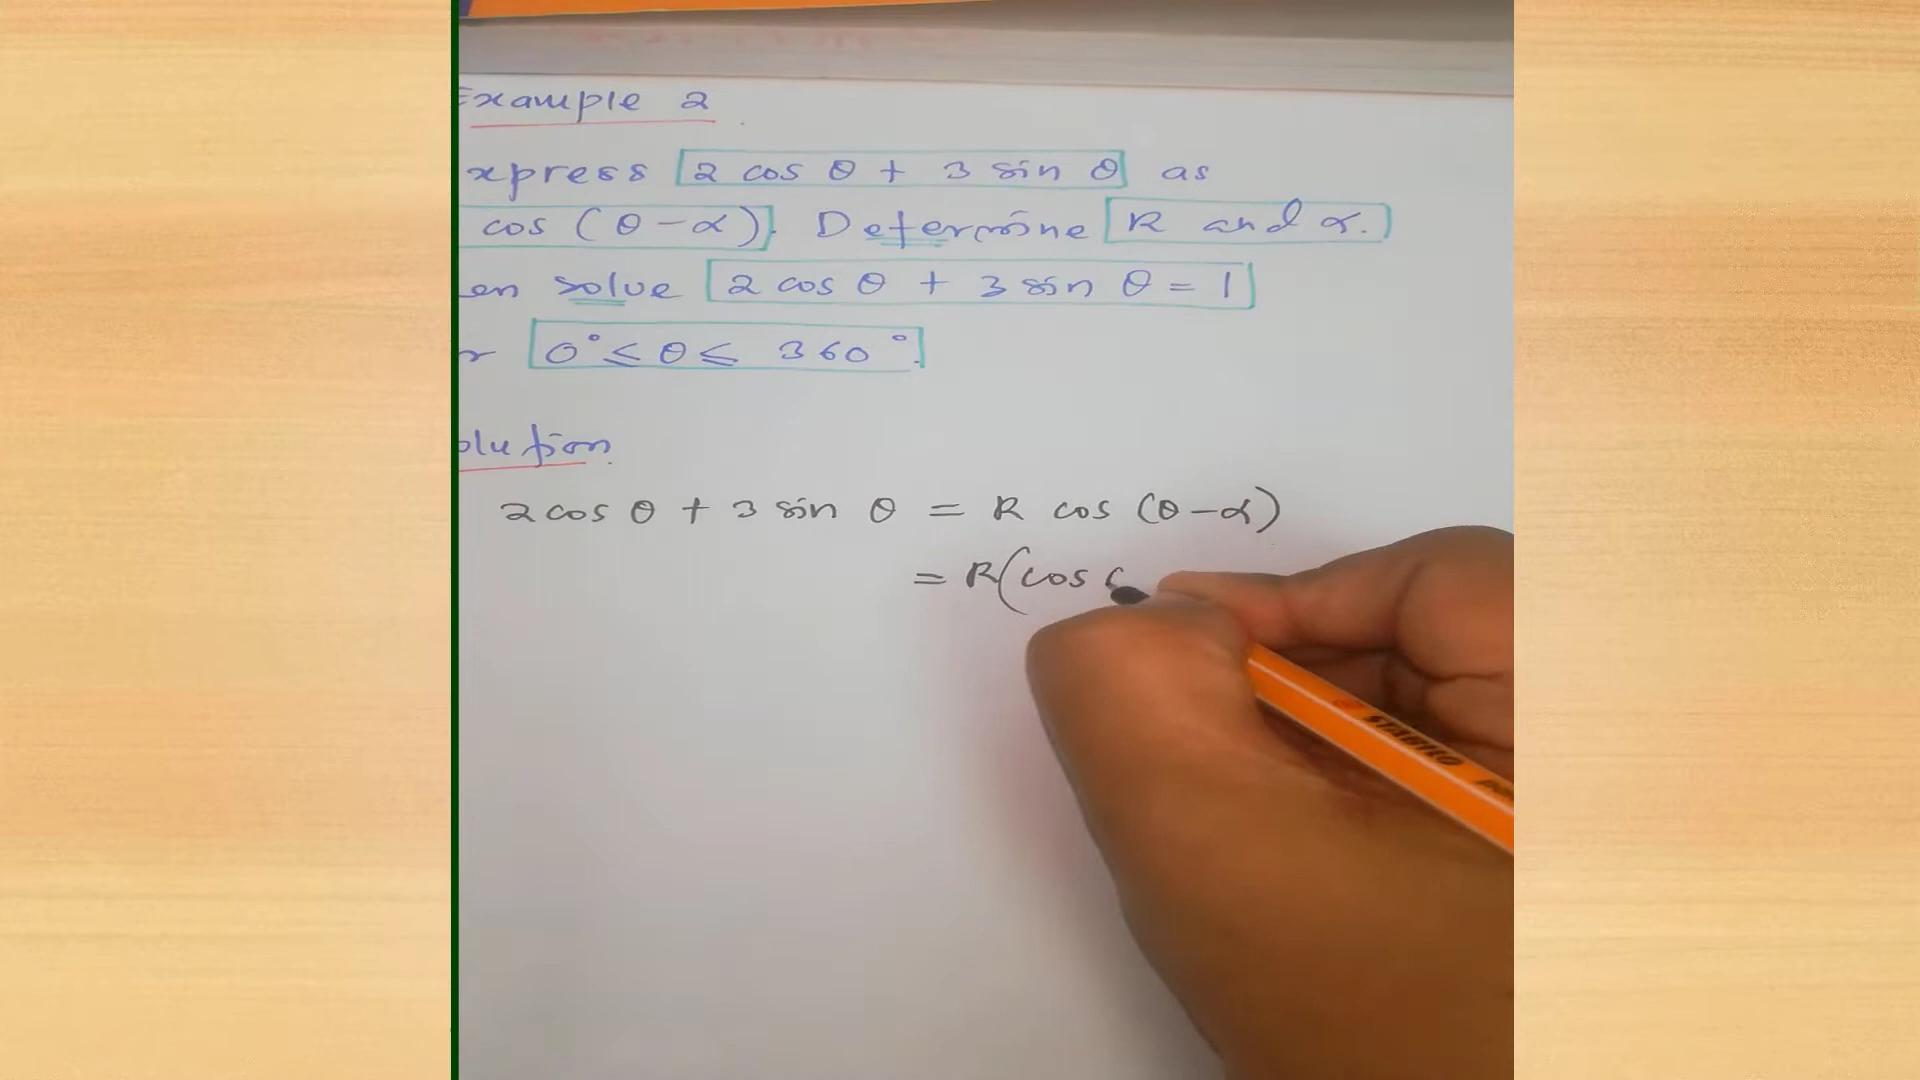 Example 2
xpress 2 cos θ + 3 sin θ as
cos (θ - α). Determine R and α.
en solve 2 cos θ + 3 sin θ = 1
r 0° ≤ θ ≤ 360°.
olution
2 cos θ + 3 sin θ = R cos (θ - α)
= R(cos
STABILO